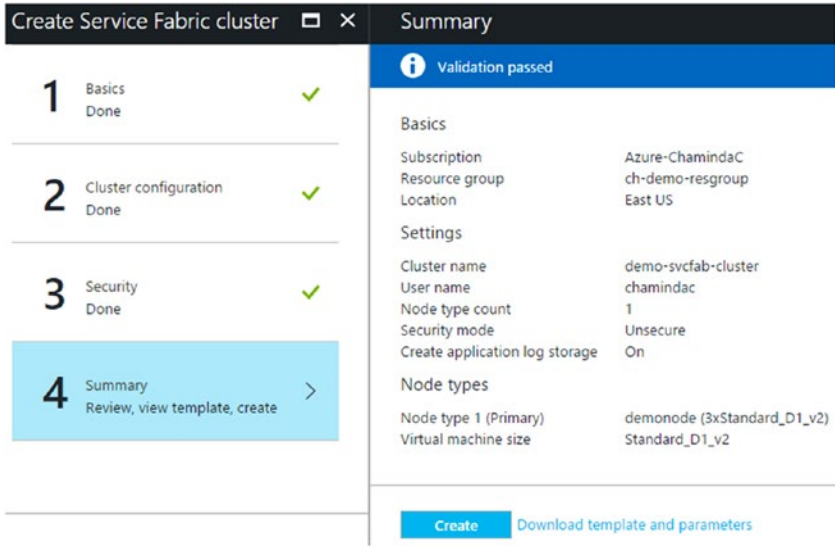 Create Service Fabric cluster
1
Basics
Done
2
Cluster configuration
Done
3
Security
Done
4
Summary
Review, view template, create
Summary
Validation passed
Basics
Subscription Azure-ChamindaC
Resource group ch-demo-resgroup
Location East US
Settings
Cluster name demo-svcfab-cluster
User name chamindac
Node type count 1
Security mode Unsecure
Create application log storage On
Node types
Node type 1 (Primary) demonode (3xStandard_D1_v2)
Virtual machine size Standard_D1_v2
Create Download template and parameters